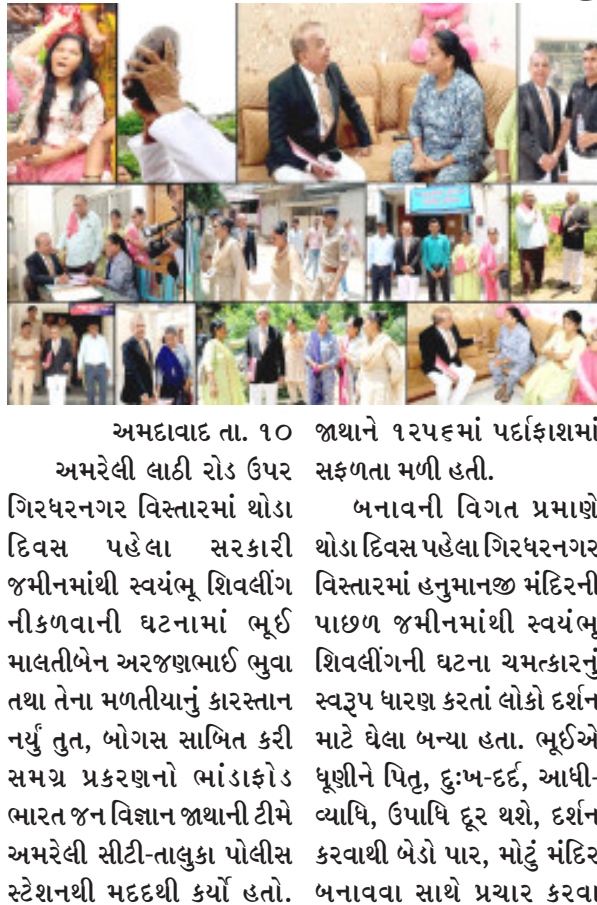 અમદાવાદ તા. ૧૦
અમરેલી લાઠી રોડ ઉપર
ગિરધરનગર વિસ્તારમાં થોડા
દિવસ પહેલા સરકારી
જમીનમાંથી સ્વયંભૂ શિવલીંગ
નીકળવાની ઘટનામાં ભૂઈ
માલતીબેન અરજણભાઈ ભુવા
તથા તેના મળતીયાનું કારસ્તાન
નર્યું તુત, બોગસ સાબિત કરી
સમગ્ર પ્રકરણનો ભાંડાફોડ
ભારત જન વિજ્ઞાન જાથાની ટીમે
અમરેલી સીટી-તાલુકા પોલીસ
સ્ટેશનથી મદદથી કર્યો હતો.
જાથાને ૧૨૫૬માં પર્દાફાશમાં
સફળતા મળી હતી.
બનાવની વિગત પ્રમાણે
થોડા દિવસ પહેલા ગિરધરનગર
વિસ્તારમાં હનુમાનજી મંદિરની
પાછળ જમીનમાંથી સ્વયંભૂ
શિવલીંગની ઘટના ચમત્કારનું
સ્વરૂપ ધારણ કરતાં લોકો દર્શન
માટે ઘેલા બન્યા હતા. ભૂઈએ
ધૂણીને પિતૃ, દુઃખ-દર્દ, આધી-
વ્યાધિ, ઉપાધિ દૂર થશે, દર્શન
કરવાથી બેડો પાર, મોટું મંદિર
બનાવવા સાથે પ્રચાર કરવા